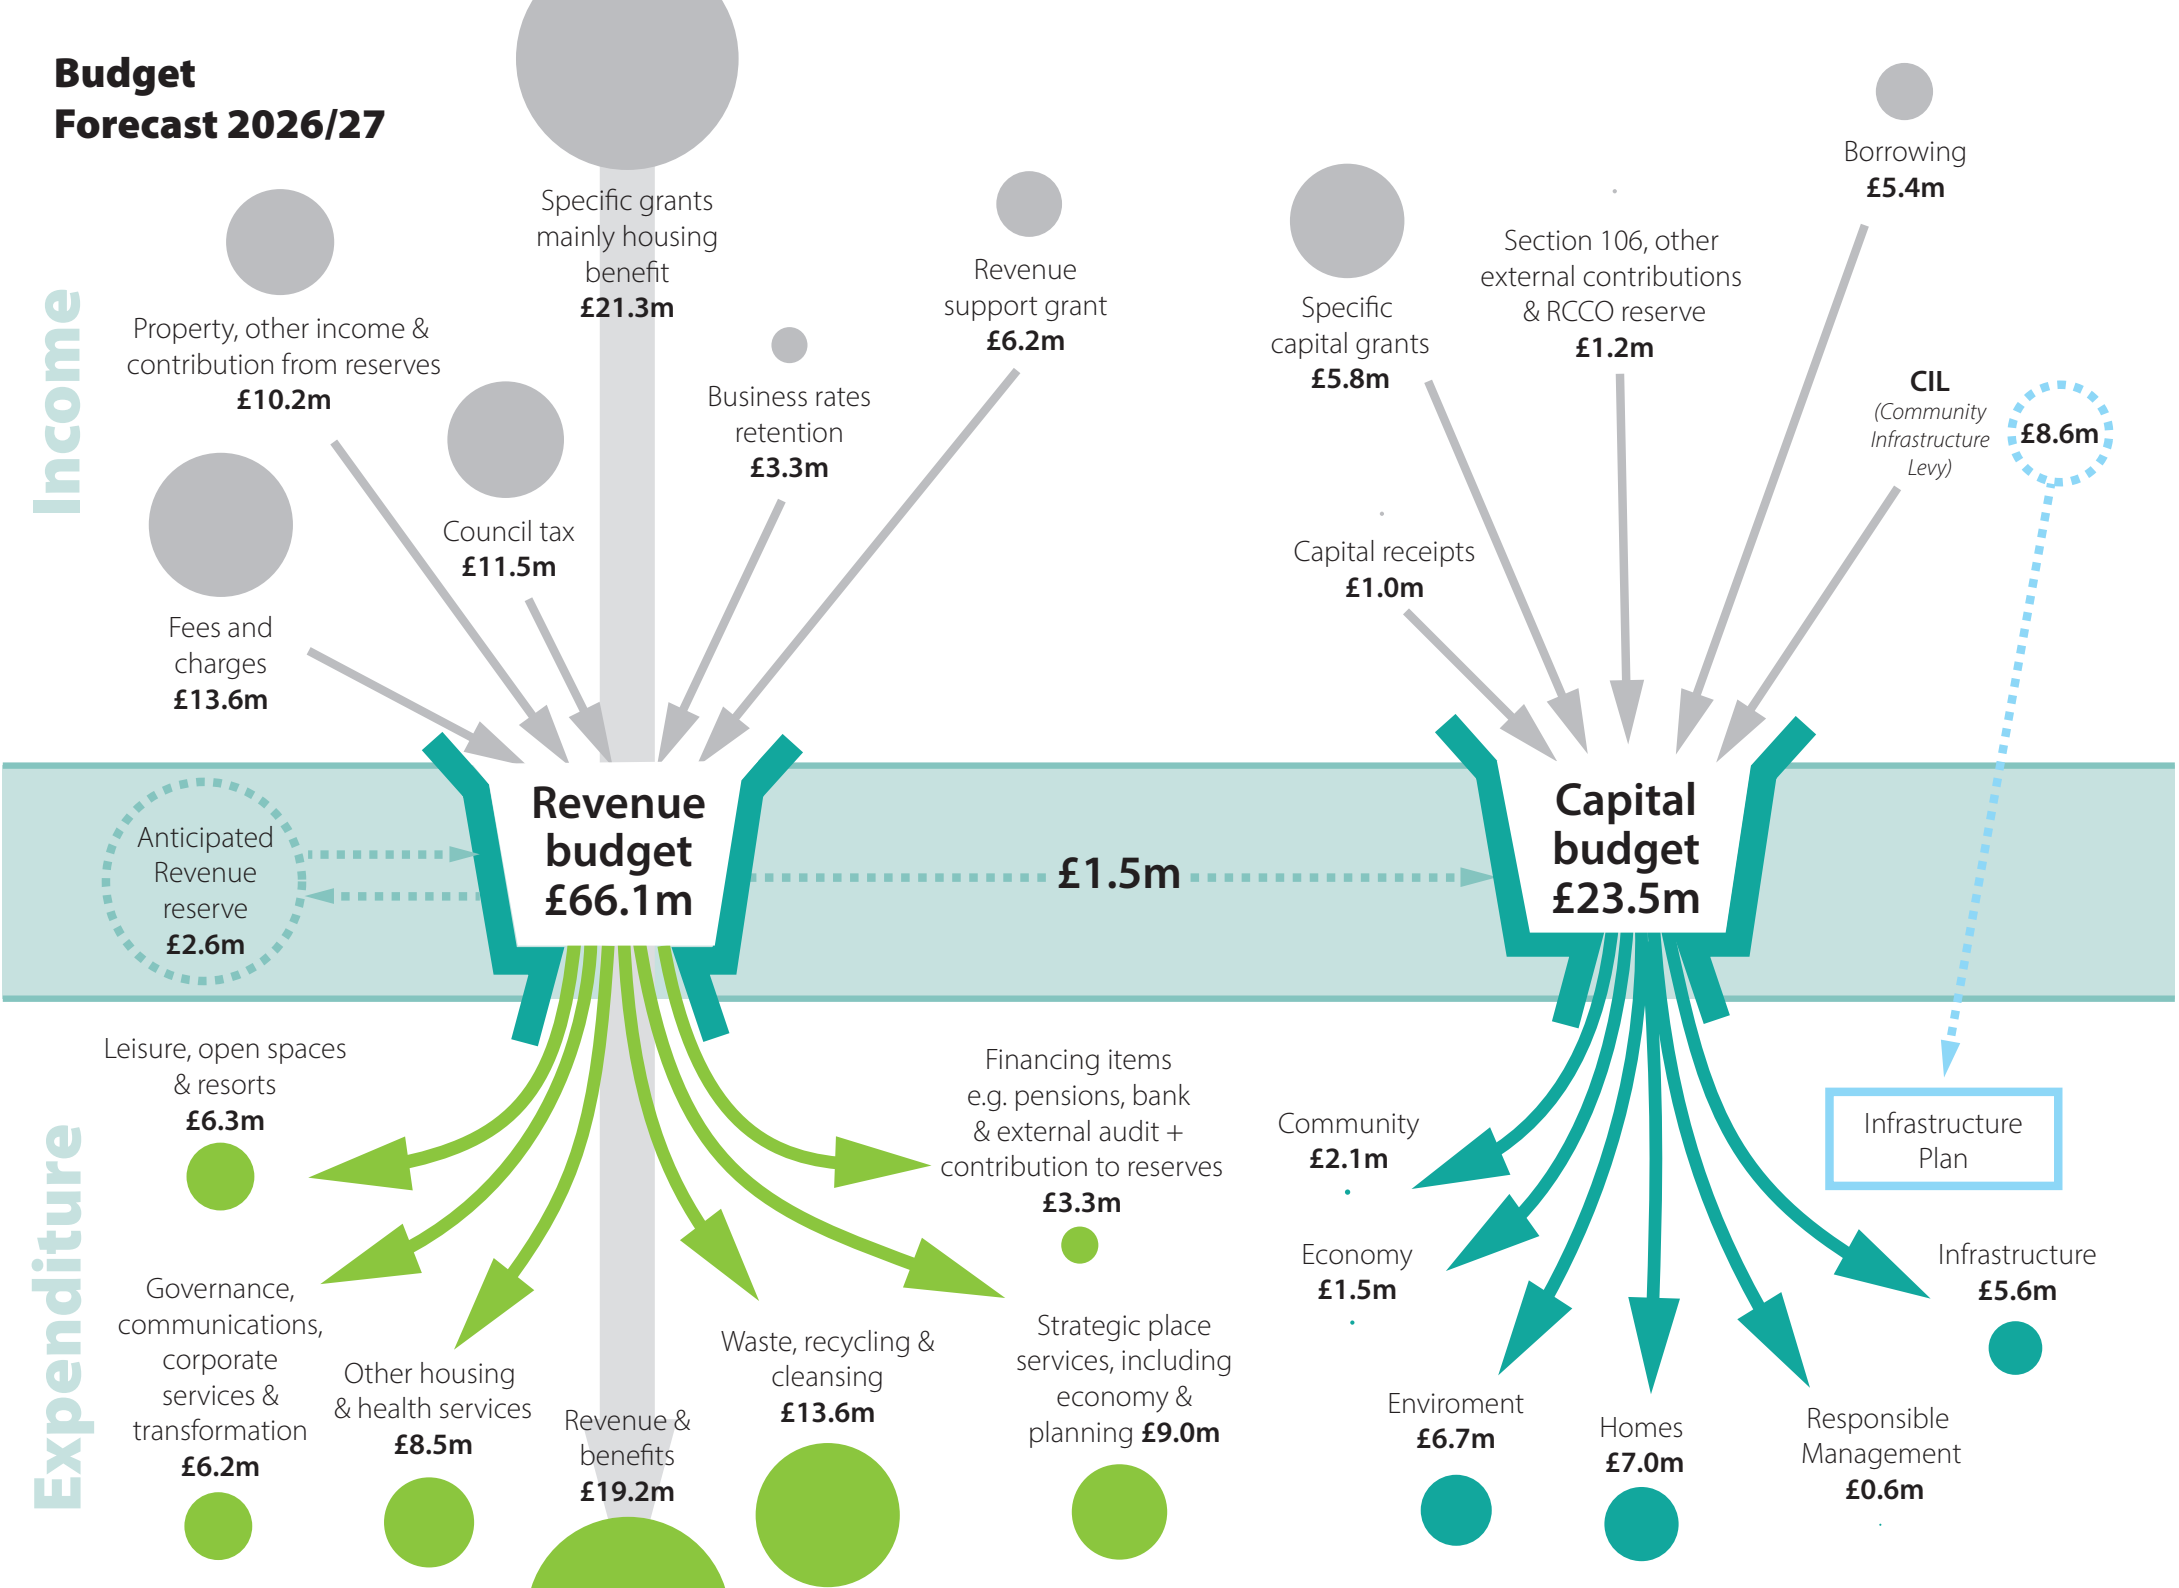 Budget
Forecast 2026/27
Income
Property, other income &
contribution from reserves
£10.2m
Fees and
charges
£13.6m
Specific grants
mainly housing
benefit
£21.3m
Council tax
£11.5m
Business rates
retention
£3.3m
Revenue
support grant
£6.2m
Specific
capital grants
£5.8m
Capital receipts
£1.0m
Section 106, other
external contributions
& RCCO reserve
£1.2m
Borrowing
£5.4m
CIL
(Community
Infrastructure
Levy)
£8.6m
Anticipated
Revenue
reserve
£2.6m
Revenue
budget
£66.1m
£1.5m
Capital
budget
£23.5m
Expenditure
Leisure, open spaces
& resorts
£6.3m
Governance,
communications,
corporate
services &
transformation
£6.2m
Other housing
& health services
£8.5m
Revenue &
benefits
£19.2m
Waste, recycling &
cleansing
£13.6m
Financing items
e.g. pensions, bank
& external audit +
contribution to reserves
£3.3m
Strategic place
services, including
economy &
planning £9.0m
Community
£2.1m
Economy
£1.5m
Enviroment
£6.7m
Homes
£7.0m
Responsible
Management
£0.6m
Infrastructure
£5.6m
Infrastructure
Plan